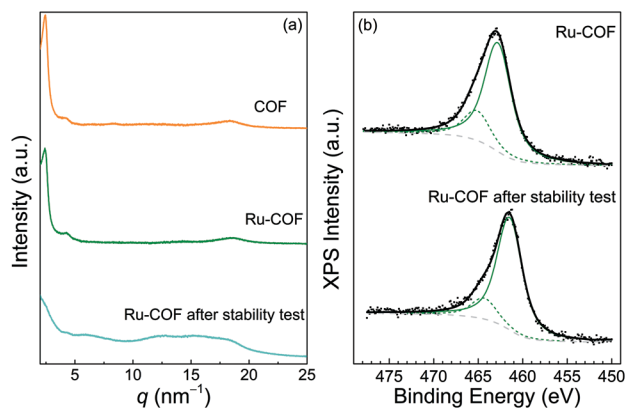 (a)
COF
Ru-COF
Ru-COF after stability test
Intensity (a.u.)
5 10 15 20 25
q (nm⁻¹)
(b)
Ru-COF
Ru-COF after stability test
XPS Intensity (a.u.)
475 470 465 460 455 450
Binding Energy (eV)